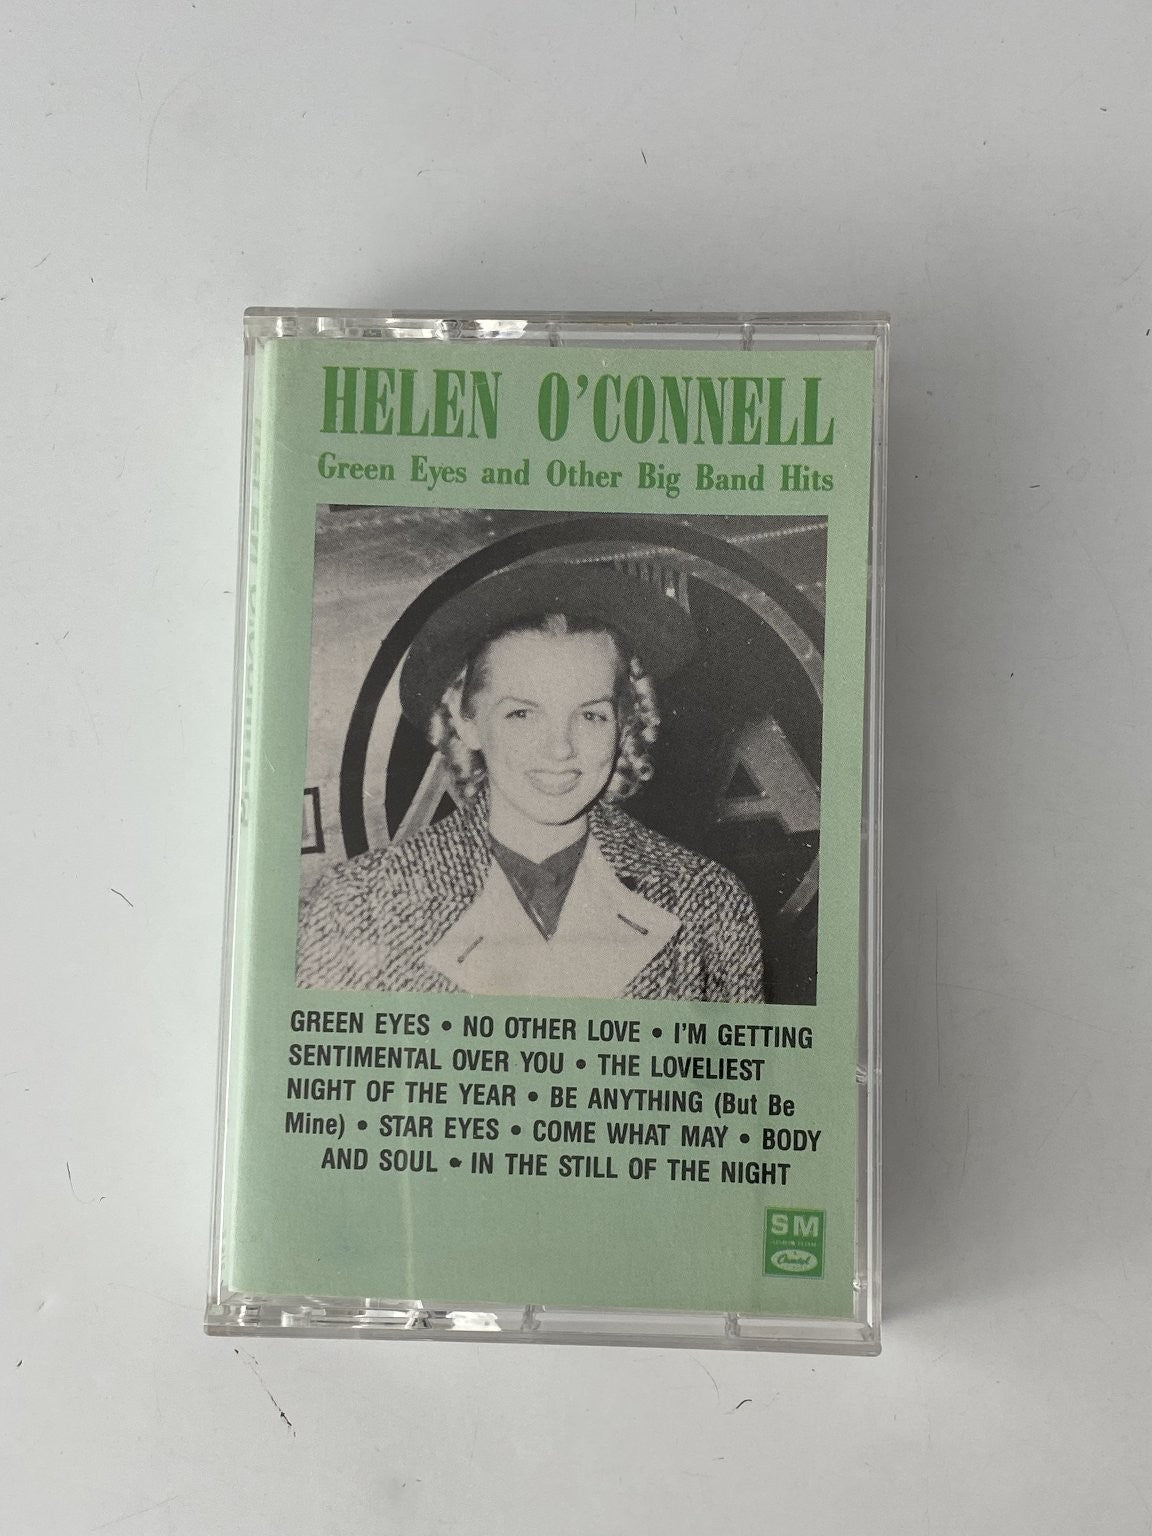 HELEN O'CONNELL
Green Eyes and Other Big Band Hits
GREEN EYES • NO OTHER LOVE • I'M GETTING
SENTIMENTAL OVER YOU • THE LOVELIEST
NIGHT OF THE YEAR • BE ANYTHING (But Be
Mine) • STAR EYES • COME WHAT MAY • BODY
AND SOUL • IN THE STILL OF THE NIGHT
SM
Capitol